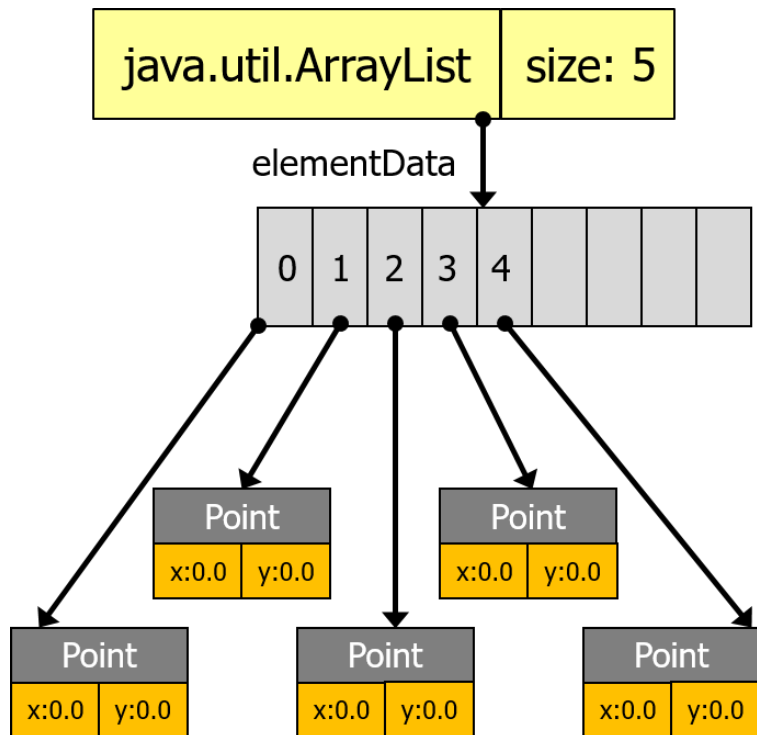 java.util.ArrayList size: 5
elementData
0 1 2 3 4
Point Point
x:0.0 y:0.0 x:0.0 y:0.0
Point Point Point
x:0.0 y:0.0 x:0.0 y:0.0 x:0.0 y:0.0